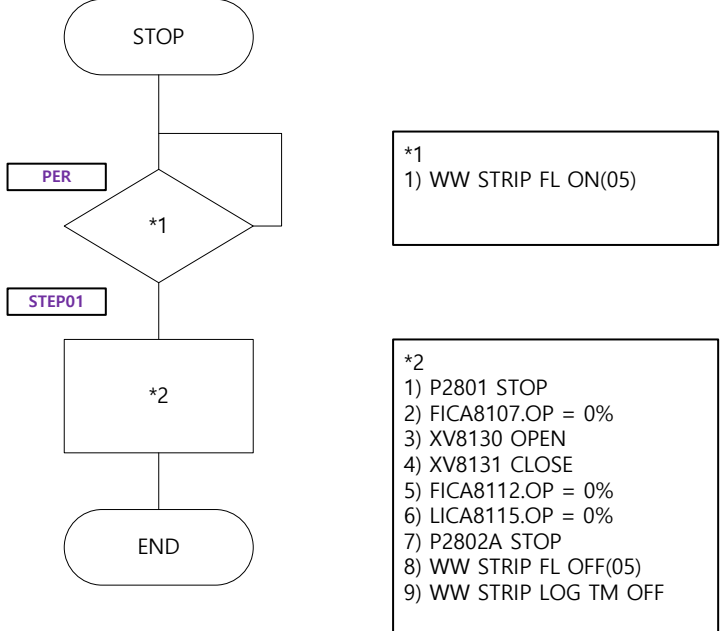 STOP
PER
*1
*1
1) WW STRIP FL ON(05)
STEP01
*2
*2
1) P2801 STOP
2) FICA8107.OP = 0%
3) XV8130 OPEN
4) XV8131 CLOSE
5) FICA8112.OP = 0%
6) LICA8115.OP = 0%
7) P2802A STOP
8) WW STRIP FL OFF(05)
9) WW STRIP LOG TM OFF
END